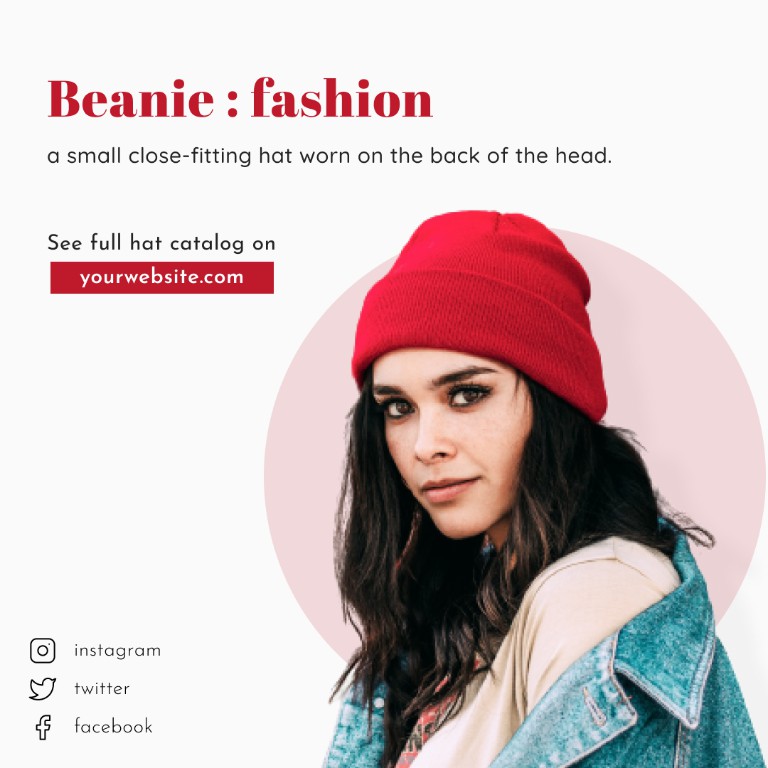 Beanie : fashion
a small close-fitting hat worn on the back of the head.
See full hat catalog on
yourwebsite.com
instagram
twitter
facebook